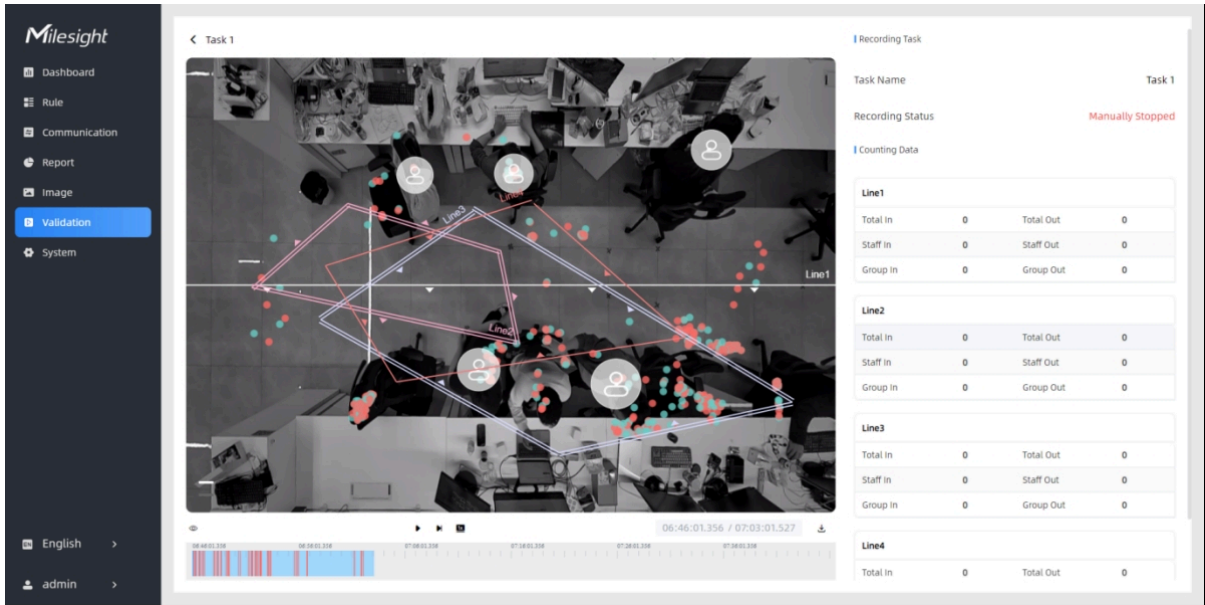 Milesight
Dashboard
Rule
Communication
Report
Image
Validation
System
English
admin
Task 1
Line4
Line3
Line1
Line2
06:46:01.356 / 07:03:01.527
07:16:01.338
Recording Task
Task Name Task 1
Recording Status Manually Stopped
Counting Data
Line1
Total In 0 Total Out 0
Staff In 0 Staff Out 0
Group In 0 Group Out 0
Line2
Total In 0 Total Out 0
Staff In 0 Staff Out 0
Group In 0 Group Out 0
Line3
Total In 0 Total Out 0
Staff In 0 Staff Out 0
Group In 0 Group Out 0
Line4
Total In 0 Total Out 0